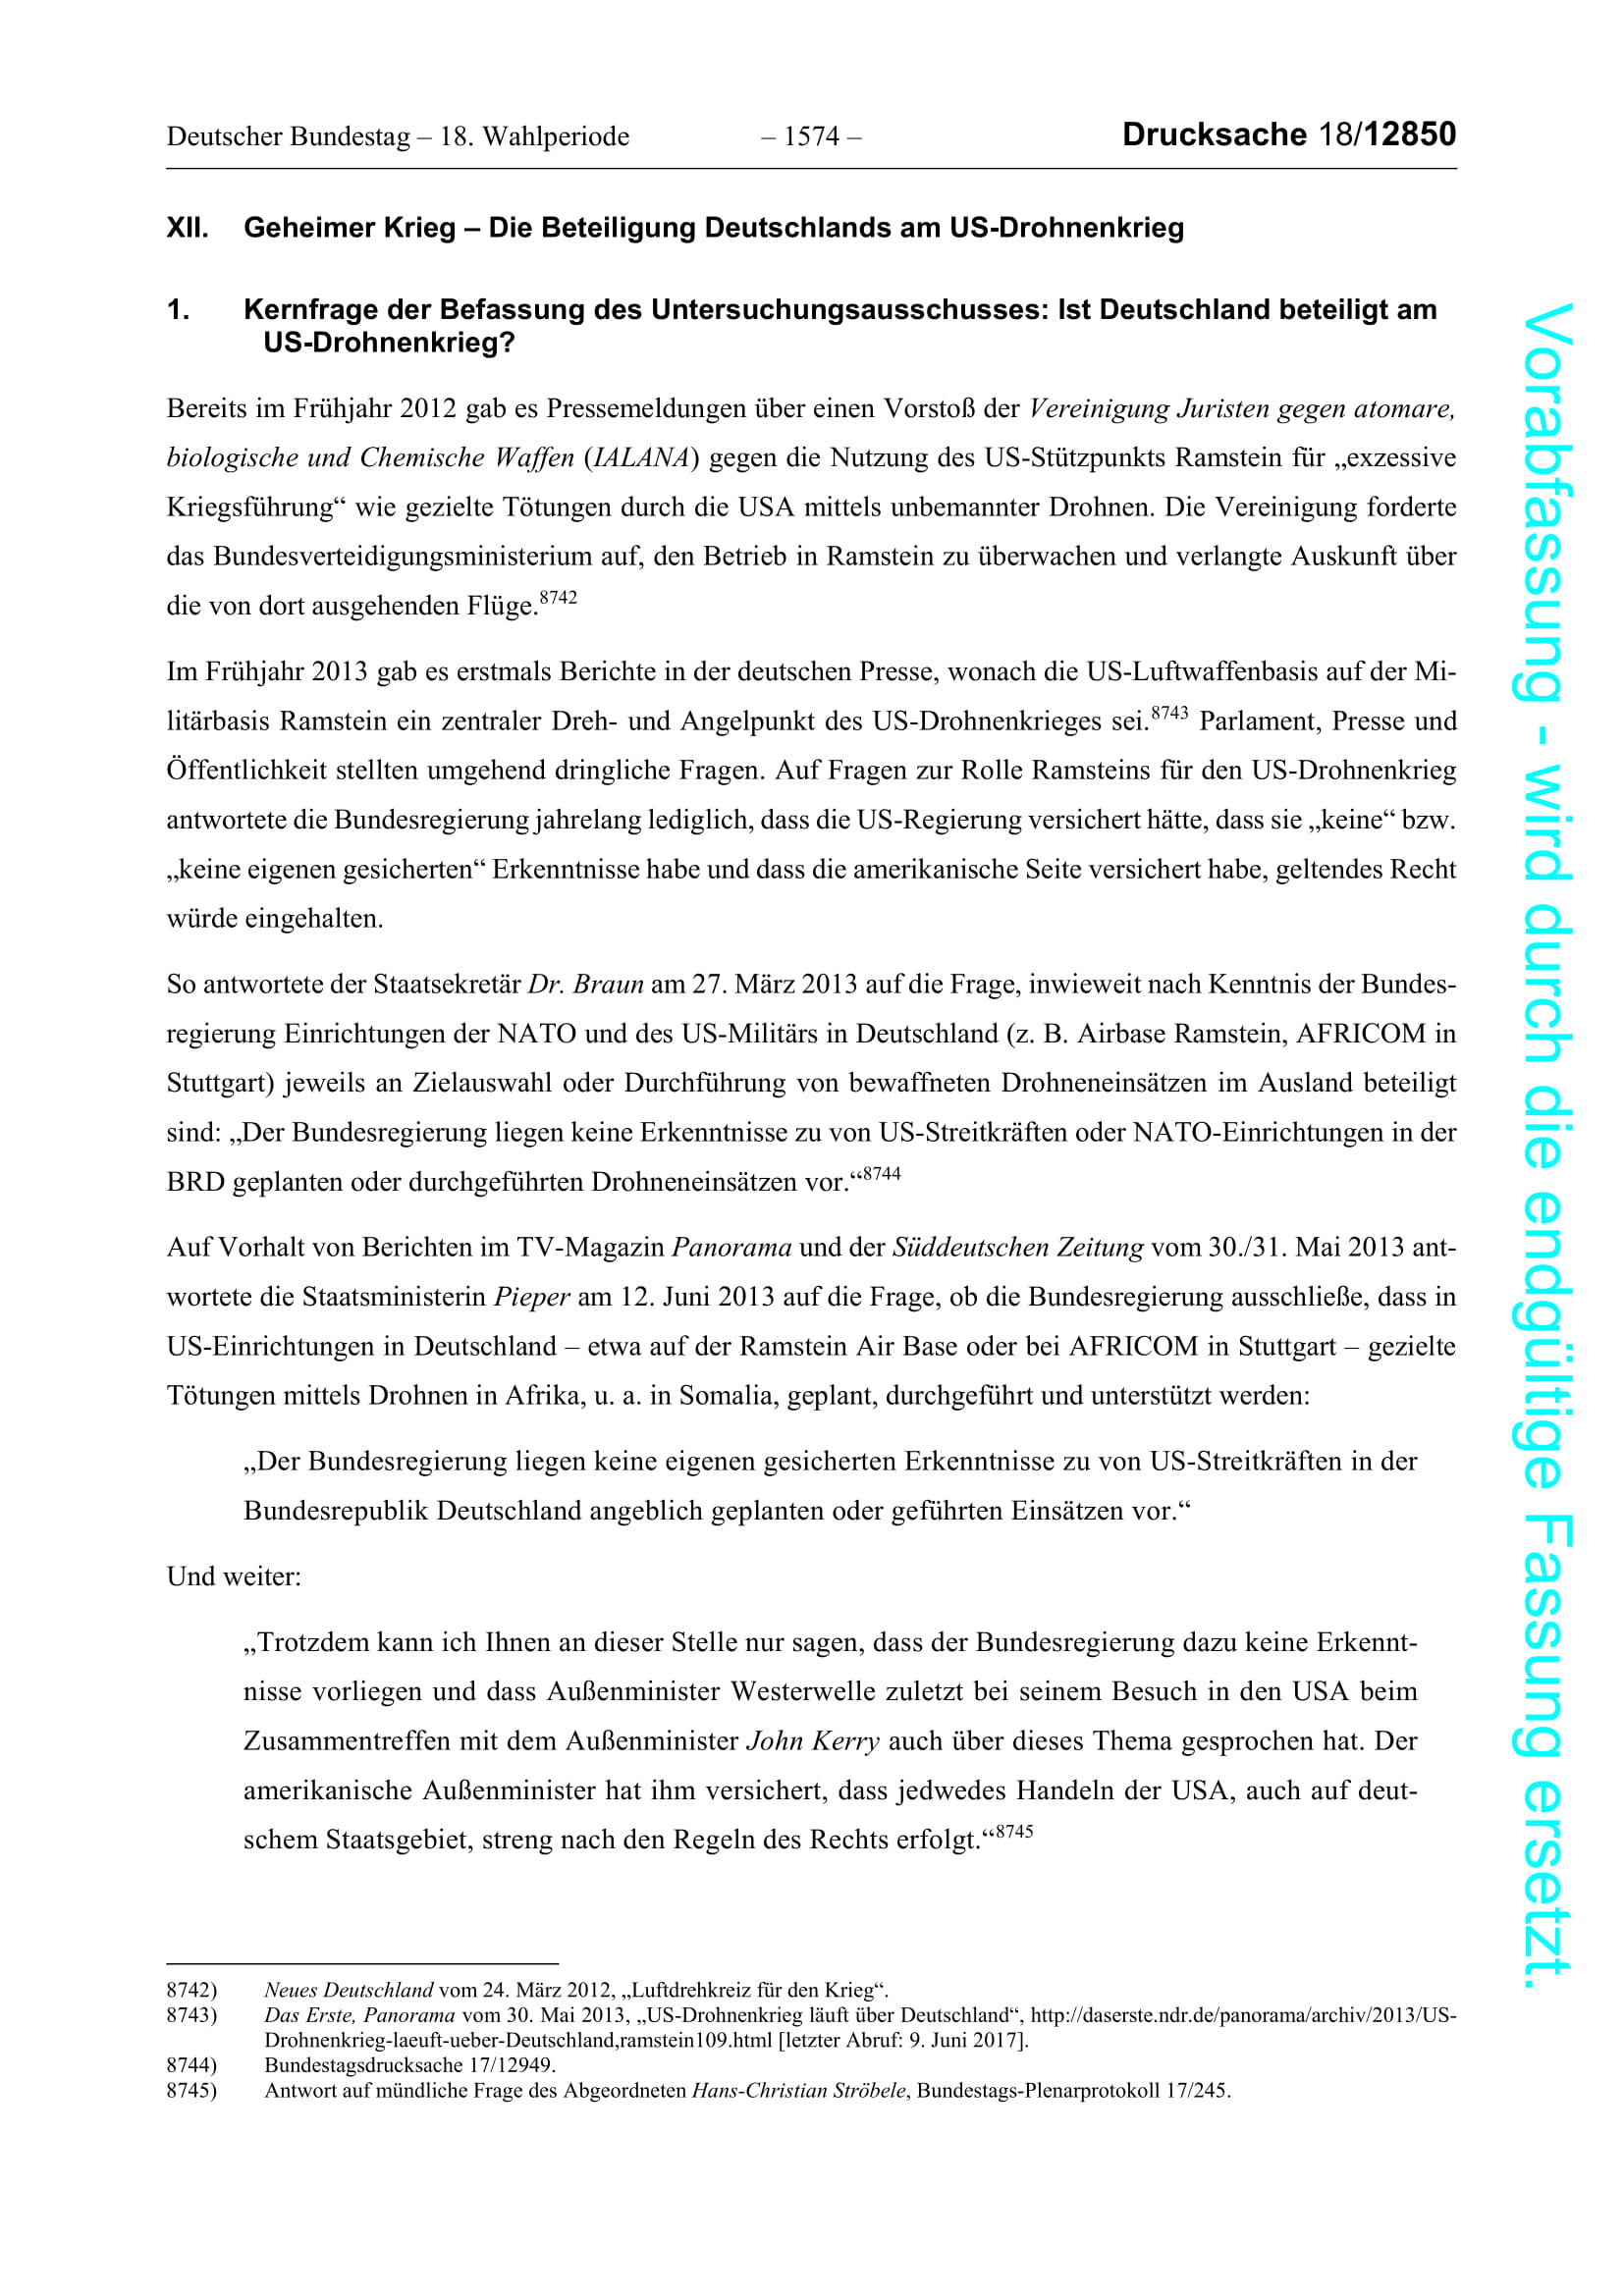 Deutscher Bundestag – 18. Wahlperiode – 1574 – Drucksache 18/12850
XII. Geheimer Krieg – Die Beteiligung Deutschlands am US-Drohnenkrieg
1. Kernfrage der Befassung des Untersuchungsausschusses: Ist Deutschland beteiligt am
US-Drohnenkrieg?
Bereits im Frühjahr 2012 gab es Pressemeldungen über einen Vorstoß der Vereinigung Juristen gegen atomare,
biologische und Chemische Waffen (IALANA) gegen die Nutzung des US-Stützpunkts Ramstein für „exzessive
Kriegsführung“ wie gezielte Tötungen durch die USA mittels unbemannter Drohnen. Die Vereinigung forderte
das Bundesverteidigungsministerium auf, den Betrieb in Ramstein zu überwachen und verlangte Auskunft über
die von dort ausgehenden Flüge.8742
Im Frühjahr 2013 gab es erstmals Berichte in der deutschen Presse, wonach die US-Luftwaffenbasis auf der Mi-
litärbasis Ramstein ein zentraler Dreh- und Angelpunkt des US-Drohnenkrieges sei.8743 Parlament, Presse und
Öffentlichkeit stellten umgehend dringliche Fragen. Auf Fragen zur Rolle Ramsteins für den US-Drohnenkrieg
antwortete die Bundesregierung jahrelang lediglich, dass die US-Regierung versichert hätte, dass sie „keine“ bzw.
„keine eigenen gesicherten“ Erkenntnisse habe und dass die amerikanische Seite versichert habe, geltendes Recht
würde eingehalten.
So antwortete der Staatsekretär Dr. Braun am 27. März 2013 auf die Frage, inwieweit nach Kenntnis der Bundes-
regierung Einrichtungen der NATO und des US-Militärs in Deutschland (z. B. Airbase Ramstein, AFRICOM in
Stuttgart) jeweils an Zielauswahl oder Durchführung von bewaffneten Drohneneinsätzen im Ausland beteiligt
sind: „Der Bundesregierung liegen keine Erkenntnisse zu von US-Streitkräften oder NATO-Einrichtungen in der
BRD geplanten oder durchgeführten Drohneneinsätzen vor.“8744
Auf Vorhalt von Berichten im TV-Magazin Panorama und der Süddeutschen Zeitung vom 30./31. Mai 2013 ant-
wortete die Staatsministerin Pieper am 12. Juni 2013 auf die Frage, ob die Bundesregierung ausschließe, dass in
US-Einrichtungen in Deutschland – etwa auf der Ramstein Air Base oder bei AFRICOM in Stuttgart – gezielte
Tötungen mittels Drohnen in Afrika, u. a. in Somalia, geplant, durchgeführt und unterstützt werden:
„Der Bundesregierung liegen keine eigenen gesicherten Erkenntnisse zu von US-Streitkräften in der
Bundesrepublik Deutschland angeblich geplanten oder geführten Einsätzen vor.“
Und weiter:
„Trotzdem kann ich Ihnen an dieser Stelle nur sagen, dass der Bundesregierung dazu keine Erkennt-
nisse vorliegen und dass Außenminister Westerwelle zuletzt bei seinem Besuch in den USA beim
Zusammentreffen mit dem Außenminister John Kerry auch über dieses Thema gesprochen hat. Der
amerikanische Außenminister hat ihm versichert, dass jedwedes Handeln der USA, auch auf deut-
schem Staatsgebiet, streng nach den Regeln des Rechts erfolgt.“8745
8742) Neues Deutschland vom 24. März 2012, „Luftdrehkreiz für den Krieg“.
8743) Das Erste, Panorama vom 30. Mai 2013, „US-Drohnenkrieg läuft über Deutschland“, http://daserste.ndr.de/panorama/archiv/2013/US-
Drohnenkrieg-laeuft-ueber-Deutschland,ramstein109.html [letzter Abruf: 9. Juni 2017].
8744) Bundestagsdrucksache 17/12949.
8745) Antwort auf mündliche Frage des Abgeordneten Hans-Christian Ströbele, Bundestags-Plenarprotokoll 17/245.
Vorabfassung - wird durch die endgültige Fassung ersetzt.